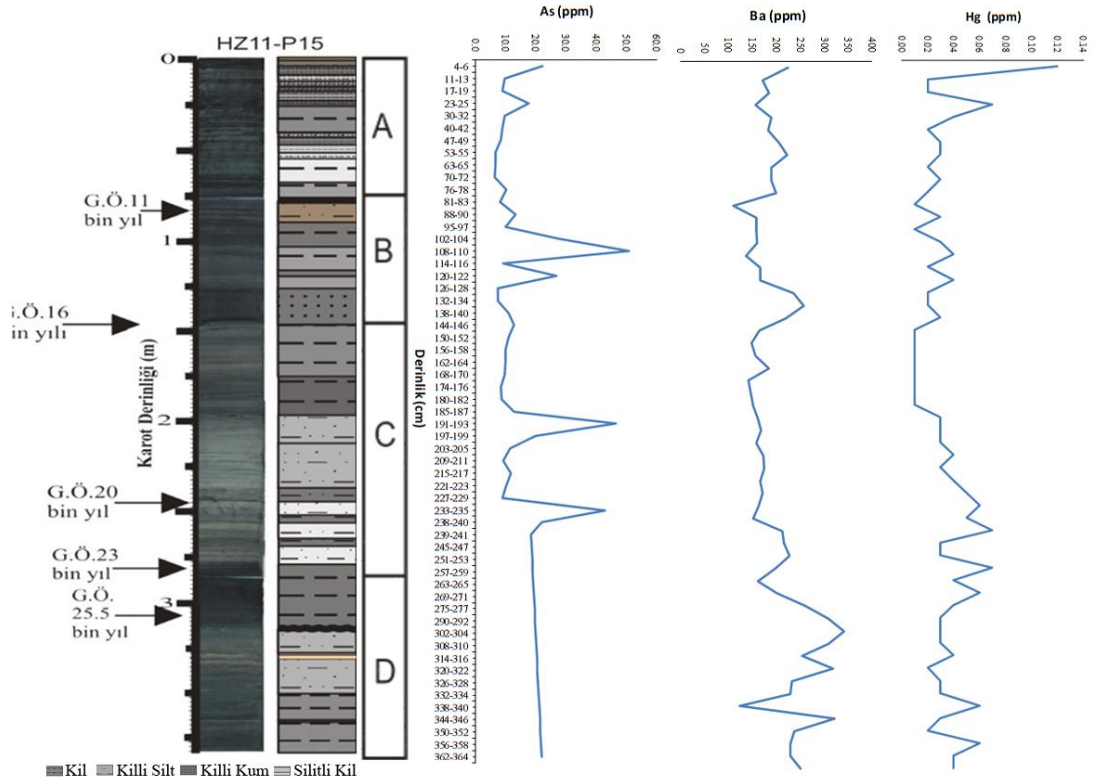 HZ11-P15
0
1
2
3
Karot Derinliği (m)
G.Ö.11
bin yıl
G.Ö.16
in yılı
G.Ö.20
bin yıl
G.Ö.23
bin yıl
G.Ö.
25.5
bin yıl
A
B
C
D
Kil Killi Silt Killi Kum Silitli Kil
Derinlik (cm)
As (ppm)
0.0 10.0 20.0 30.0 40.0 50.0 60.0
Ba (ppm)
0 50 100 150 200 250 300 350 400
Hg (ppm)
0.00 0.02 0.04 0.06 0.08 0.10 0.12 0.14
4-6
11-13
17-19
23-25
30-32
40-42
47-49
53-55
63-65
70-72
76-78
81-83
88-90
95-97
102-104
108-110
114-116
120-122
126-128
132-134
138-140
144-146
150-152
156-158
162-164
168-170
174-176
180-182
185-187
191-193
197-199
203-205
209-211
215-217
221-223
227-229
233-235
238-240
239-241
245-247
251-253
257-259
263-265
269-271
275-277
290-292
302-304
308-310
314-316
320-322
326-328
332-334
338-340
344-346
350-352
356-358
362-364